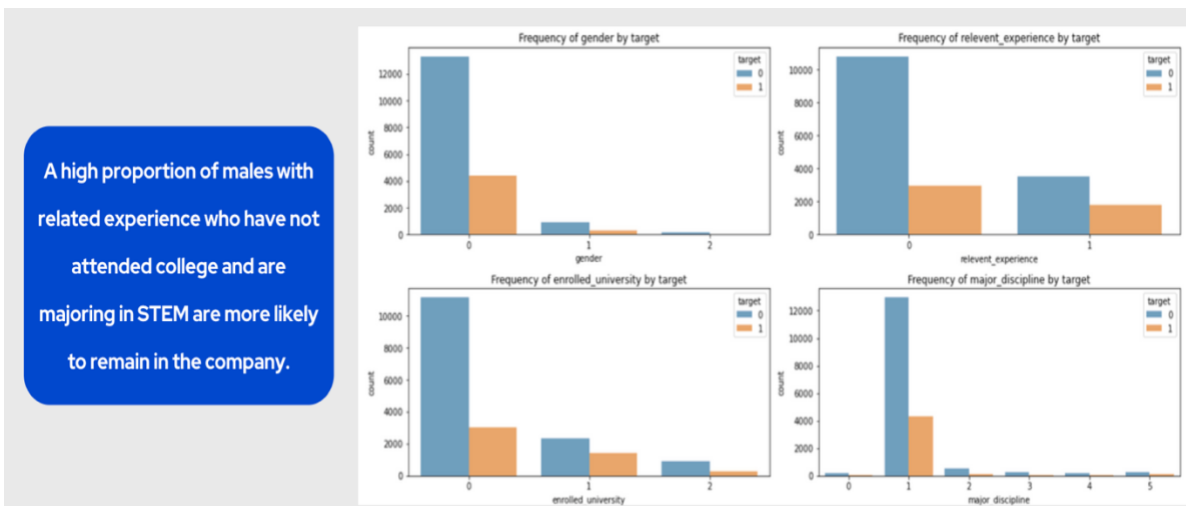 A high proportion of males with
related experience who have not
attended college and are
majoring in STEM are more likely
to remain in the company.
Frequency of gender by target
target
0
1
count
12000
10000
8000
6000
4000
2000
0
0 1 2
gender
Frequency of relevent_experience by target
target
0
1
count
10000
8000
6000
4000
2000
0
0 1
relevent_experience
Frequency of enrolled_university by target
target
0
1
count
10000
8000
6000
4000
2000
0
0 1 2
enrolled_university
Frequency of major_discipline by target
target
0
1
count
12000
10000
8000
6000
4000
2000
0
0 1 2 3 4 5
major_discipline